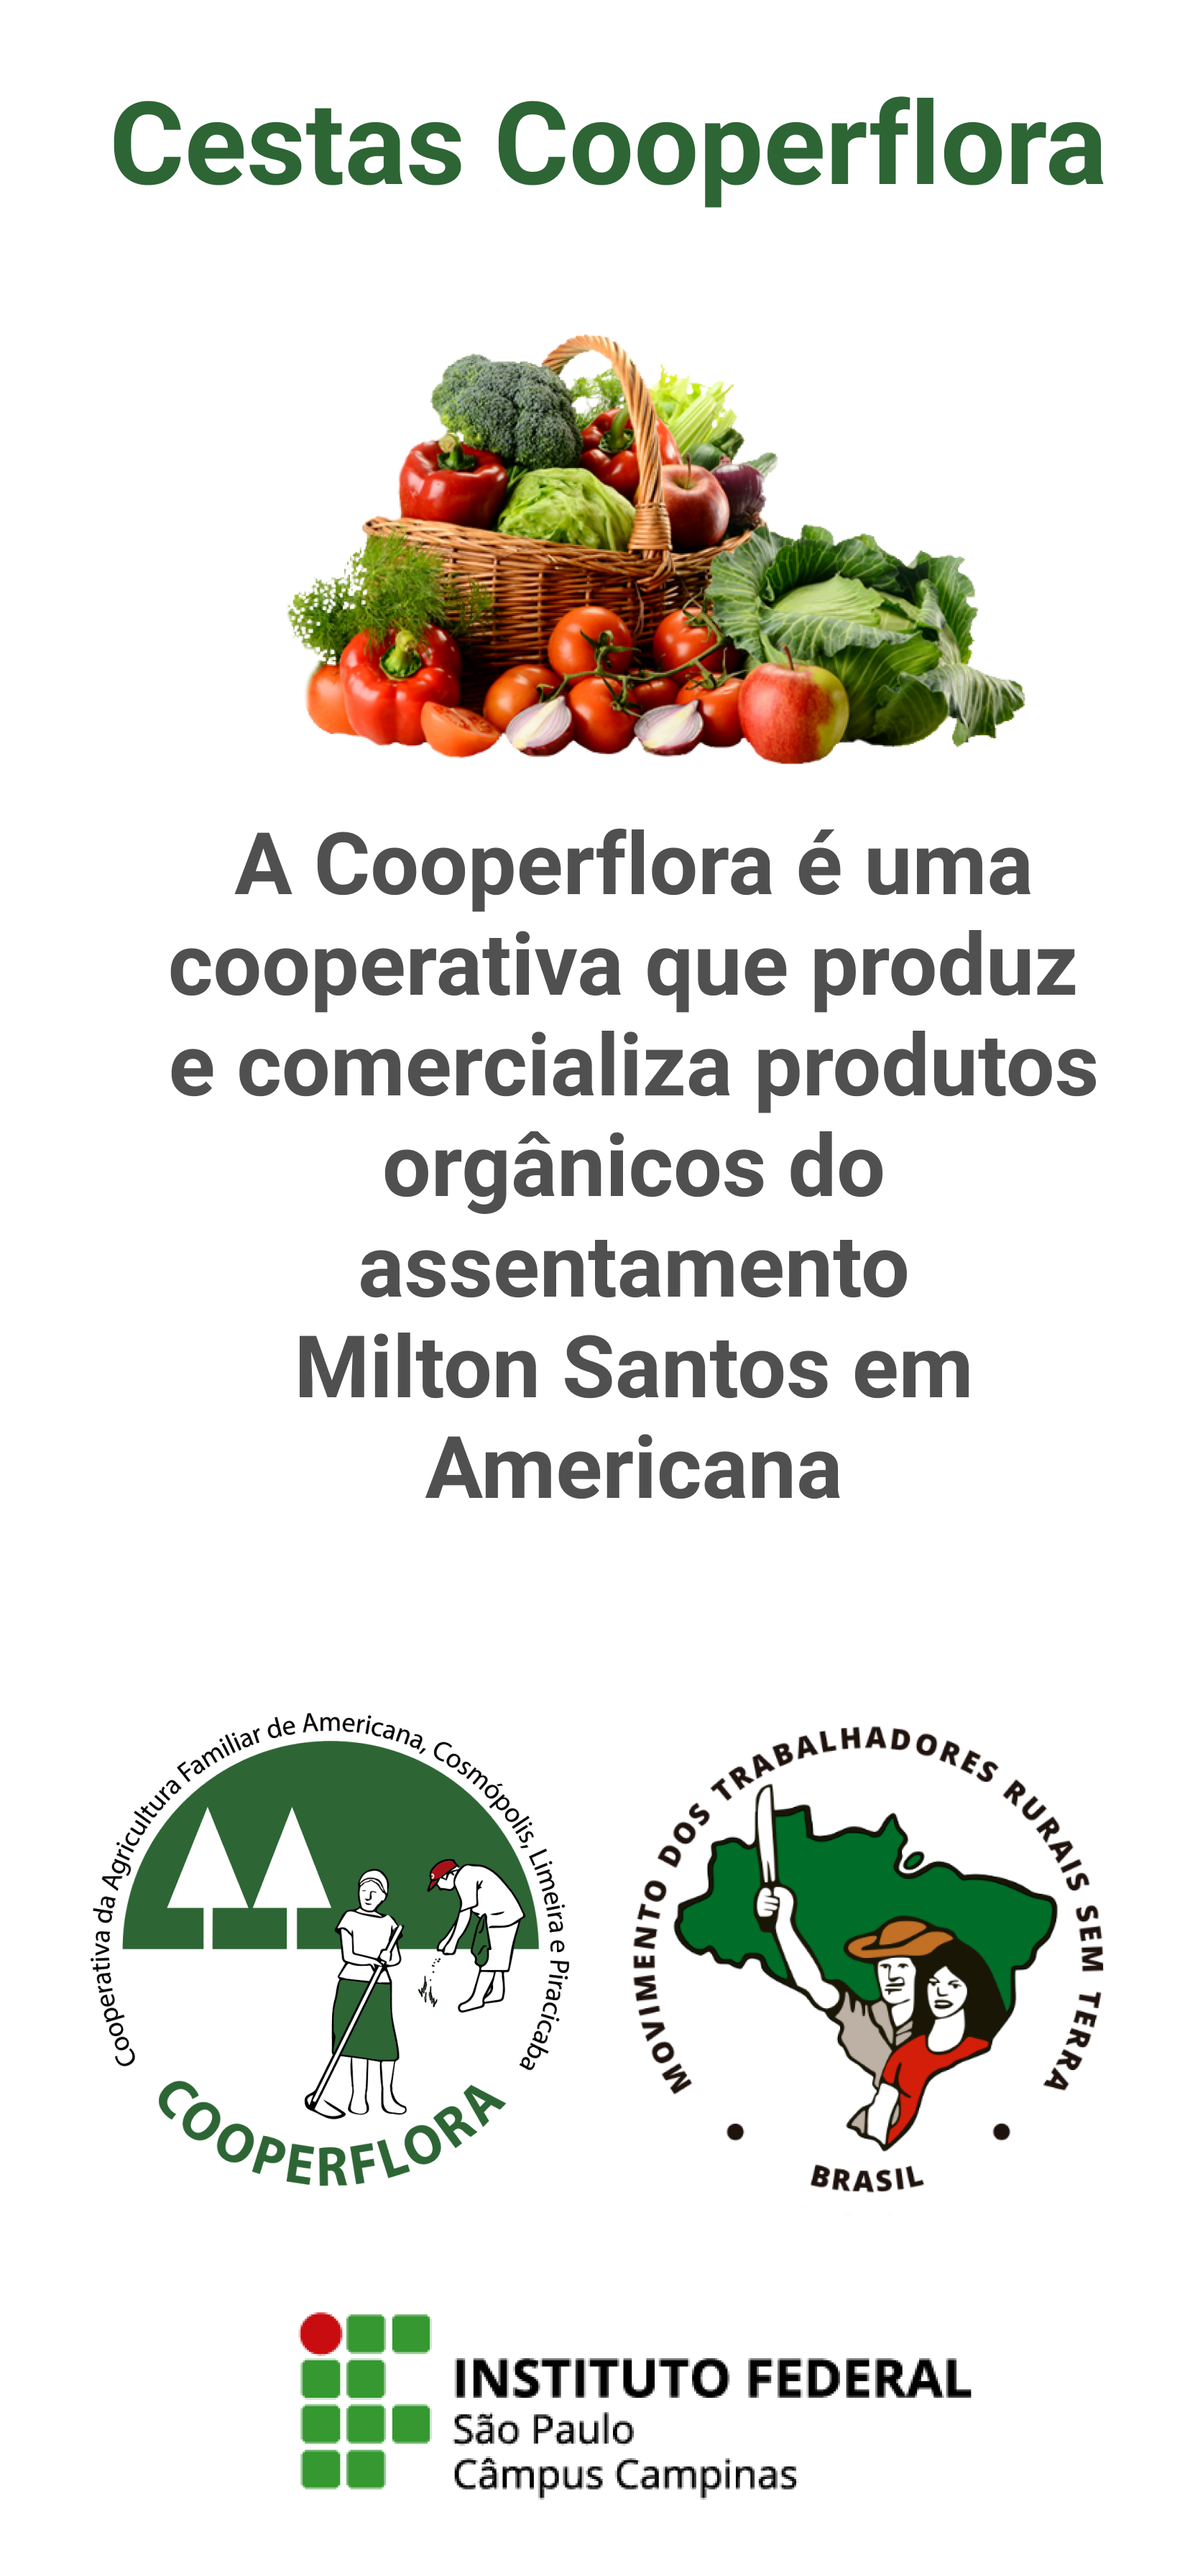 Cestas Cooperflora
A Cooperflora é uma
cooperativa que produz
e comercializa produtos
orgânicos do
assentamento
Milton Santos em
Americana
Cooperativa da Agricultura Familiar de Americana, Cosmópolis, Limeira e Piracicaba
COOPERFLORA
MOVIMENTO DOS TRABALHADORES RURAIS SEM TERRA
BRASIL
INSTITUTO FEDERAL
São Paulo
Câmpus Campinas